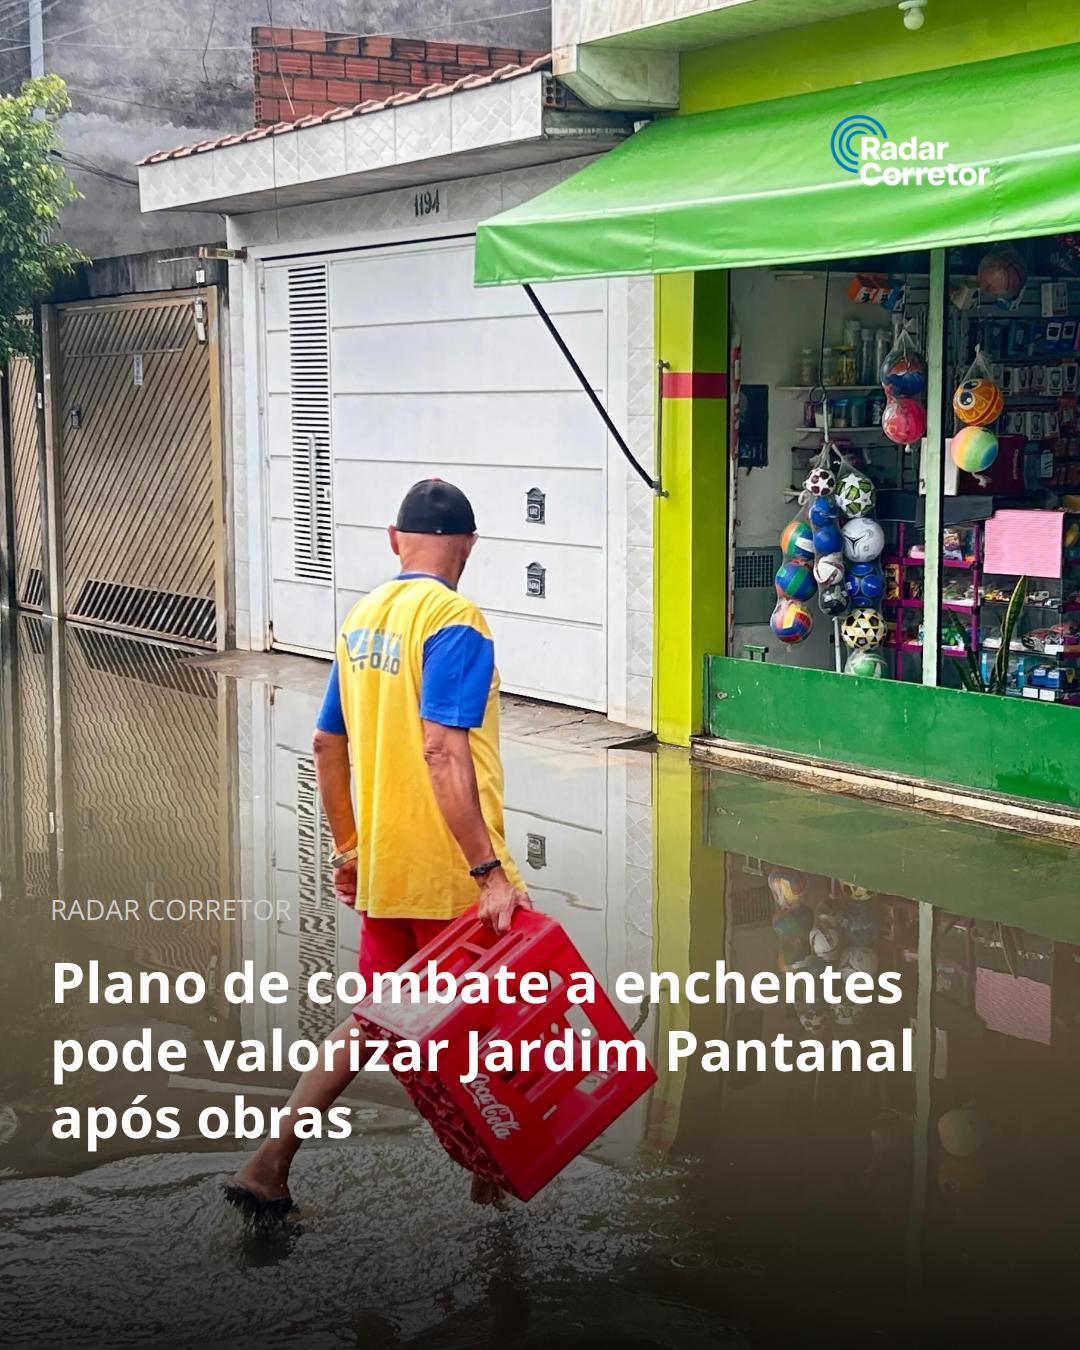 Radar
Corretor
1194
RADAR CORRETOR
Plano de combate a enchentes
pode valorizar Jardim Pantanal
após obras
Coca-Cola